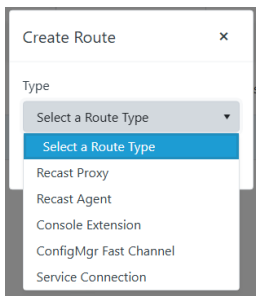 Create Route ×
Type
Select a Route Type
Select a Route Type
Recast Proxy
Recast Agent
Console Extension
ConfigMgr Fast Channel
Service Connection